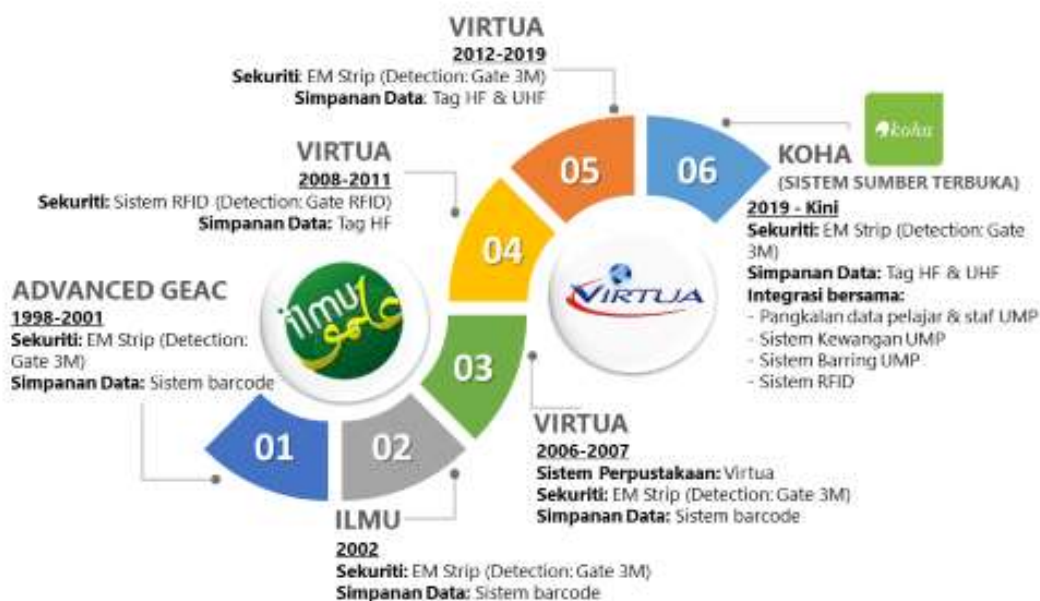 VIRTUA
2012-2019
Sekuriti: EM Strip (Detection: Gate 3M)
Simpanan Data: Tag HF & UHF
VIRTUA
2008-2011
Sekuriti: Sistem RFID (Detection: Gate RFID)
Simpanan Data: Tag HF
ADVANCED GEAC
1998-2001
Sekuriti: EM Strip (Detection:
Gate 3M)
Simpanan Data: Sistem barcode
01
02
03
04
05
06
ilmu
علمو
VIRTUA
koha
KOHA
(SISTEM SUMBER TERBUKA)
2019 - Kini
Sekuriti: EM Strip (Detection: Gate
3M)
Simpanan Data: Tag HF & UHF
Integrasi bersama:
- Pangkalan data pelajar & staf UMP
- Sistem Kewangan UMP
- Sistem Barring UMP
- Sistem RFID
VIRTUA
2006-2007
Sistem Perpustakaan: Virtua
Sekuriti: EM Strip (Detection: Gate 3M)
Simpanan Data: Sistem barcode
ILMU
2002
Sekuriti: EM Strip (Detection: Gate 3M)
Simpanan Data: Sistem barcode